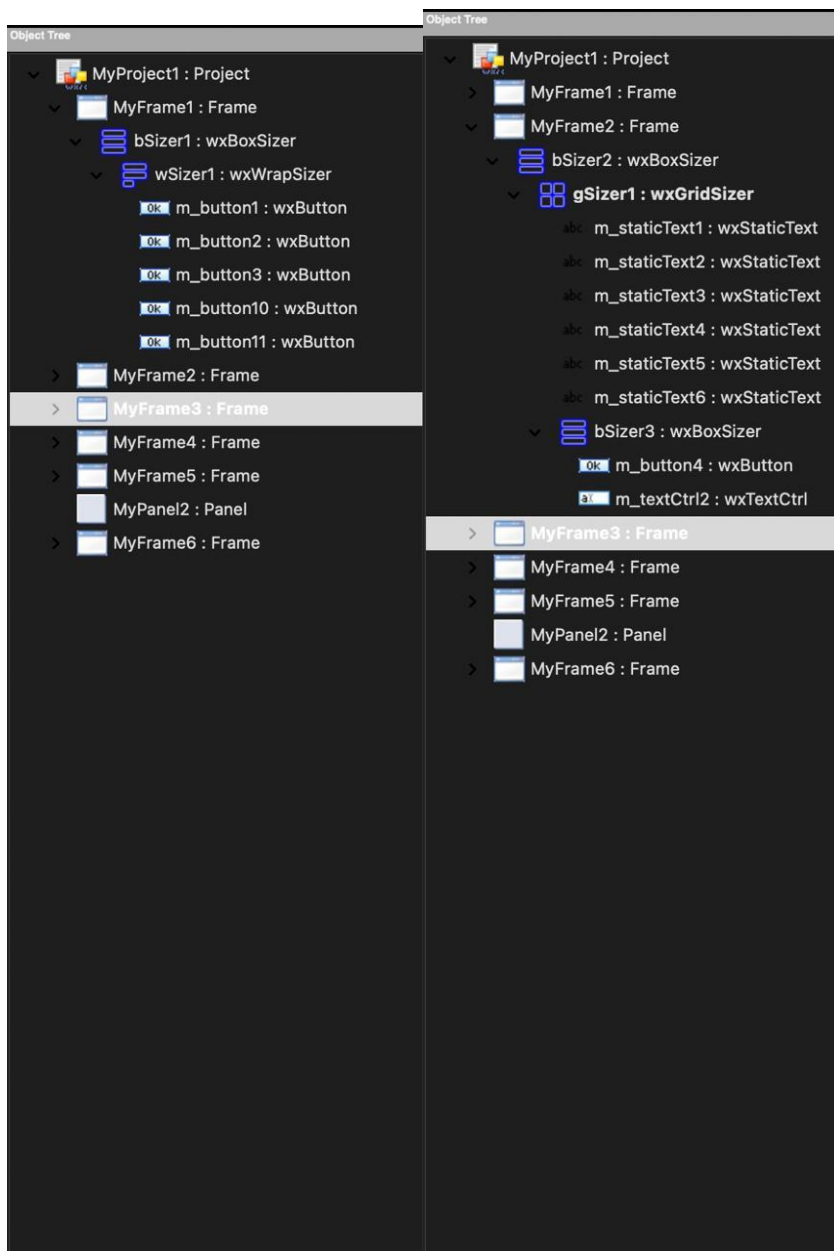 Object Tree
MyProject1 : Project
MyFrame1 : Frame
bSizer1 : wxBoxSizer
wSizer1 : wxWrapSizer
Ok m_button1 : wxButton
Ok m_button2 : wxButton
Ok m_button3 : wxButton
Ok m_button10 : wxButton
Ok m_button11 : wxButton
MyFrame2 : Frame
MyFrame3 : Frame
MyFrame4 : Frame
MyFrame5 : Frame
MyPanel2 : Panel
MyFrame6 : Frame
Object Tree
MyProject1 : Project
MyFrame1 : Frame
MyFrame2 : Frame
bSizer2 : wxBoxSizer
gSizer1 : wxGridSizer
abc m_staticText1 : wxStaticText
abc m_staticText2 : wxStaticText
abc m_staticText3 : wxStaticText
abc m_staticText4 : wxStaticText
abc m_staticText5 : wxStaticText
abc m_staticText6 : wxStaticText
bSizer3 : wxBoxSizer
Ok m_button4 : wxButton
m_textCtrl2 : wxTextCtrl
MyFrame3 : Frame
MyFrame4 : Frame
MyFrame5 : Frame
MyPanel2 : Panel
MyFrame6 : Frame